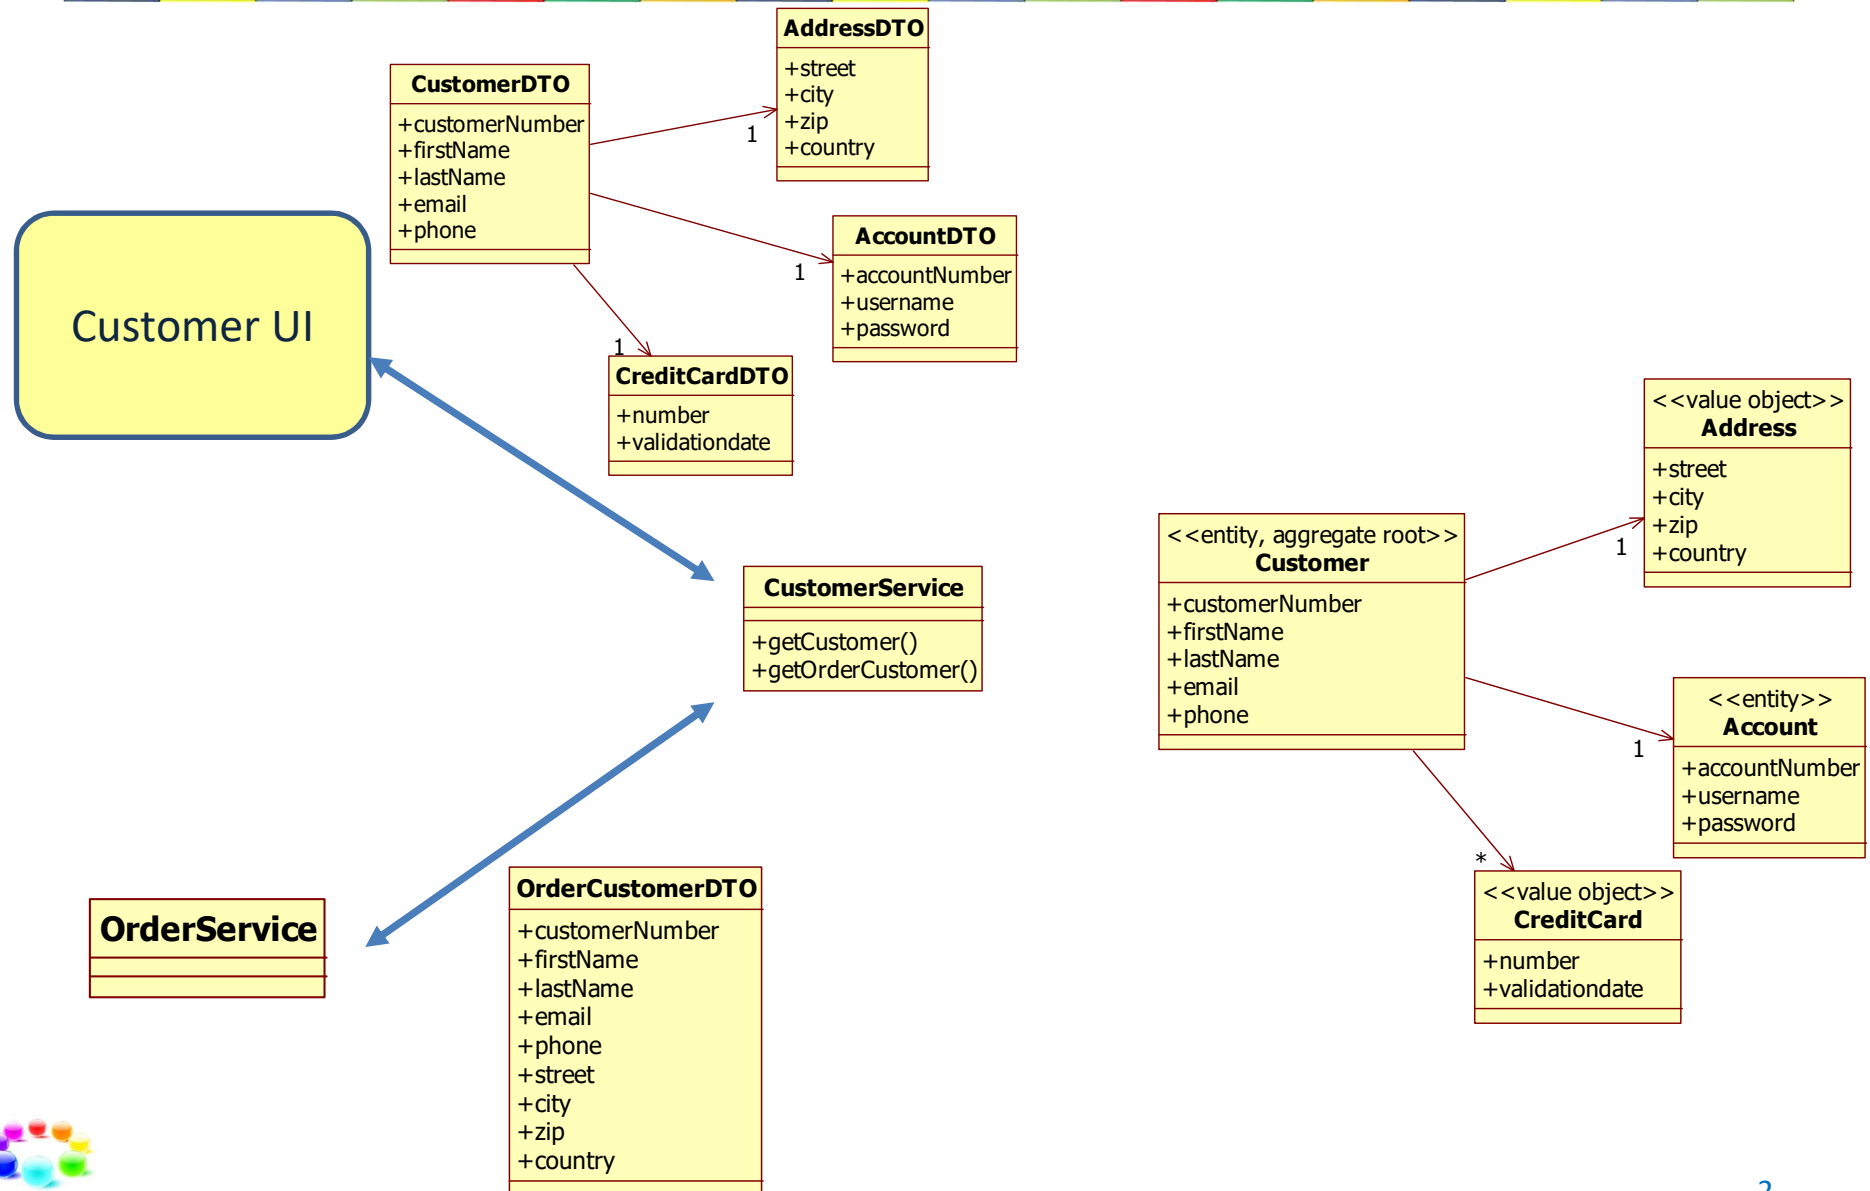 AddressDTO
+street
+city
+zip
+country
1
CustomerDTO
+customerNumber
+firstName
+lastName
+email
+phone
AccountDTO
+accountNumber
+username
+password
1
Customer UI
1
CreditCardDTO
+number
+validationdate
<<value object>>
Address
+street
+city
+zip
+country
1
<<entity, aggregate root>>
Customer
+customerNumber
+firstName
+lastName
+email
+phone
CustomerService
+getCustomer()
+getOrderCustomer()
<<entity>>
Account
+accountNumber
+username
+password
1
*
<<value object>>
CreditCard
+number
+validationdate
OrderService
OrderCustomerDTO
+customerNumber
+firstName
+lastName
+email
+phone
+street
+city
+zip
+country